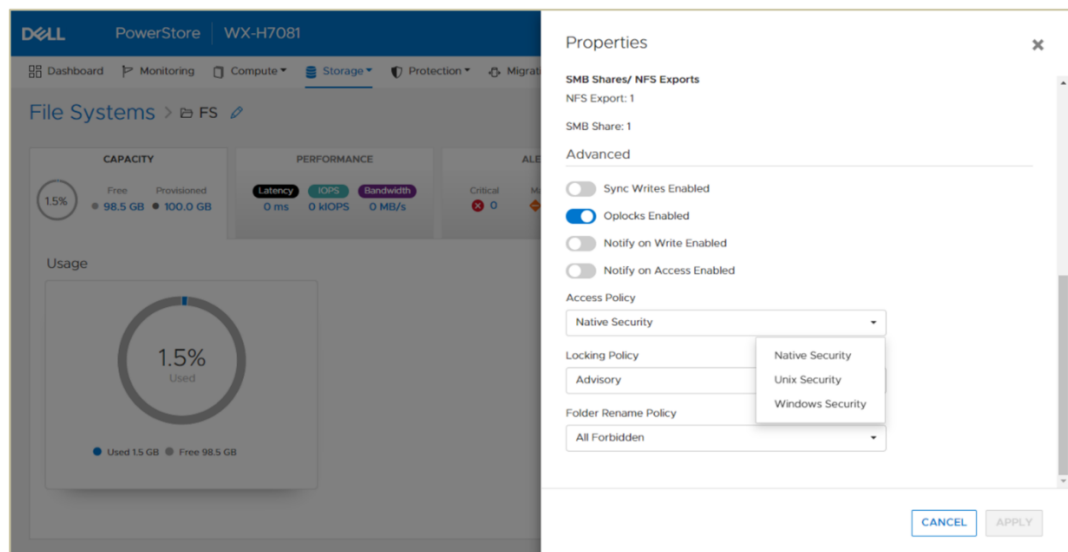 DELL PowerStore WX-H7081
Dashboard Monitoring Compute Storage Protection Migrati
File Systems > FS
CAPACITY
1.5%
Free Provisioned
98.5 GB 100.0 GB
PERFORMANCE
Latency IOPS Bandwidth
0 ms 0 kIOPS 0 MB/s
ALE
Critical M
0
Usage
1.5%
Used
Used 1.5 GB Free 98.5 GB
Properties
SMB Shares/ NFS Exports
NFS Export: 1
SMB Share: 1
Advanced
Sync Writes Enabled
Oplocks Enabled
Notify on Write Enabled
Notify on Access Enabled
Access Policy
Native Security
Native Security
Unix Security
Windows Security
Locking Policy
Advisory
Folder Rename Policy
All Forbidden
CANCEL APPLY